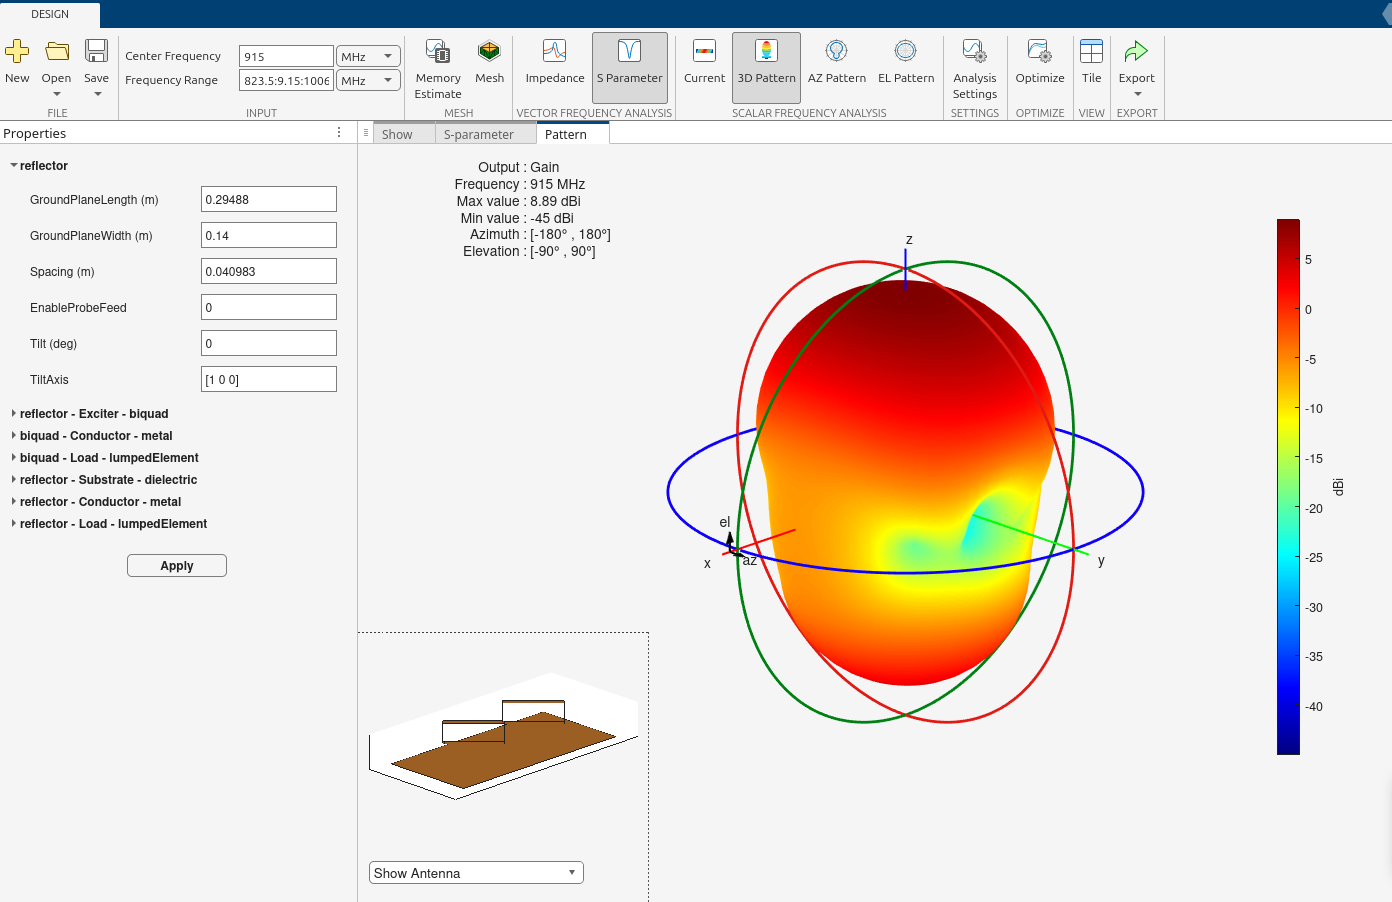 DESIGN
New
Open
Save
FILE
Center Frequency 915 MHz
Frequency Range 823.5:9.15:1006 MHz
INPUT
Memory Estimate
Mesh
MESH
Impedance
S Parameter
VECTOR FREQUENCY ANALYSIS
Current
3D Pattern
AZ Pattern
EL Pattern
SCALAR FREQUENCY ANALYSIS
Analysis Settings
SETTINGS
Optimize
OPTIMIZE
Tile
VIEW
Export
EXPORT
Properties
reflector
GroundPlaneLength (m) 0.29488
GroundPlaneWidth (m) 0.14
Spacing (m) 0.040983
EnableProbeFeed 0
Tilt (deg) 0
TiltAxis [1 0 0]
reflector - Exciter - biquad
biquad - Conductor - metal
biquad - Load - lumpedElement
reflector - Substrate - dielectric
reflector - Conductor - metal
reflector - Load - lumpedElement
Apply
Show
S-parameter
Pattern
Output : Gain
Frequency : 915 MHz
Max value : 8.89 dBi
Min value : -45 dBi
Azimuth : [-180° , 180°]
Elevation : [-90° , 90°]
z
el
az
x
y
5
0
-5
-10
-15
-20
-25
-30
-35
-40
dBi
Show Antenna